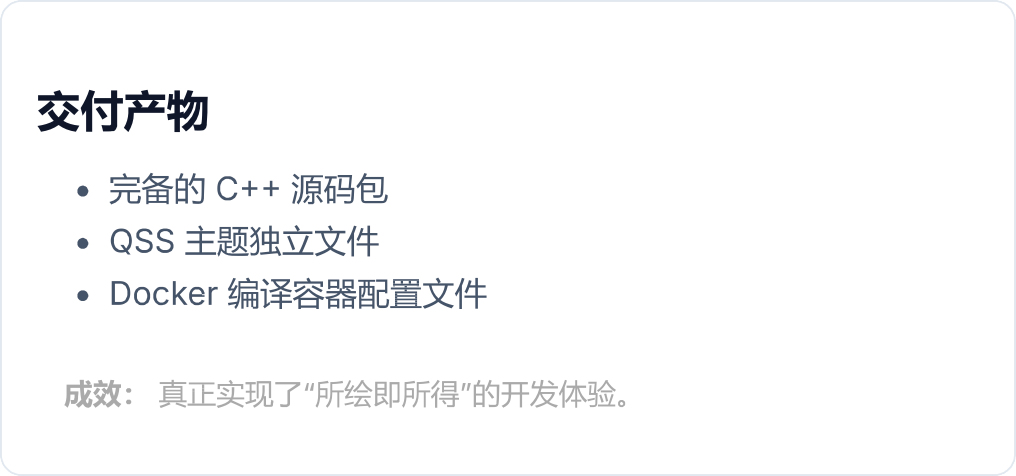 交付产物
• 完备的 C++ 源码包
• QSS 主题独立文件
• Docker 编译容器配置文件
成效： 真正实现了“所绘即所得”的开发体验。